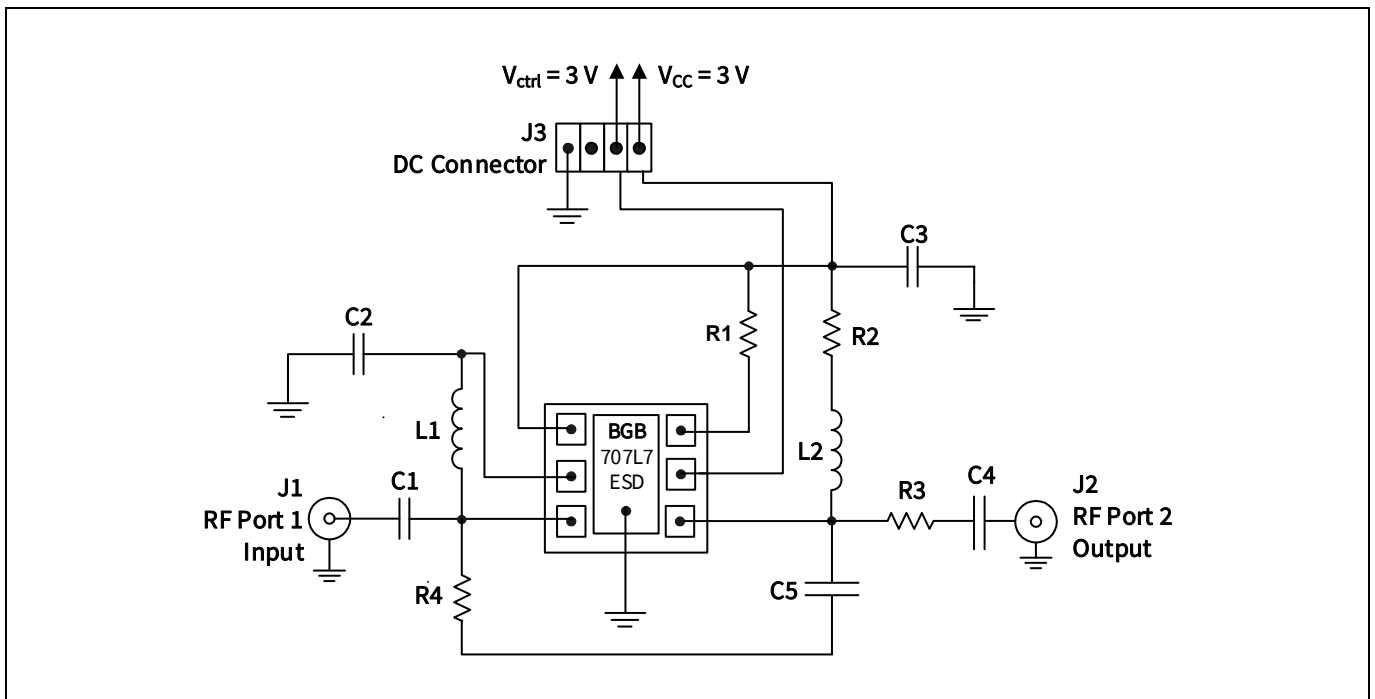 Vctrl = 3 V
VCC = 3 V
J3
DC Connector
C3
C2
R1
R2
L1
BGB
707L7
ESD
L2
J1
RF Port 1
Input
C1
R3
C4
J2
RF Port 2
Output
R4
C5